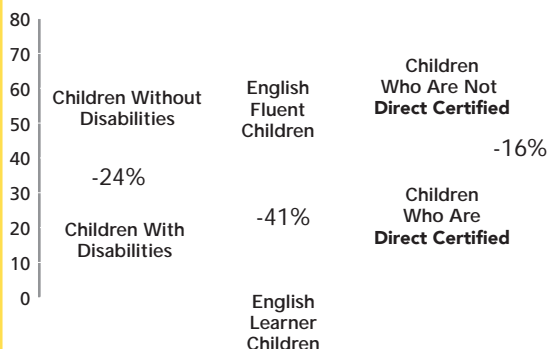 80
70
60
50
40
30
20
10
0
Children Without
Disabilities
-24%
Children With
Disabilities
English
Fluent
Children
-41%
English
Learner
Children
Children
Who Are Not
Direct Certified
-16%
Children
Who Are
Direct Certified